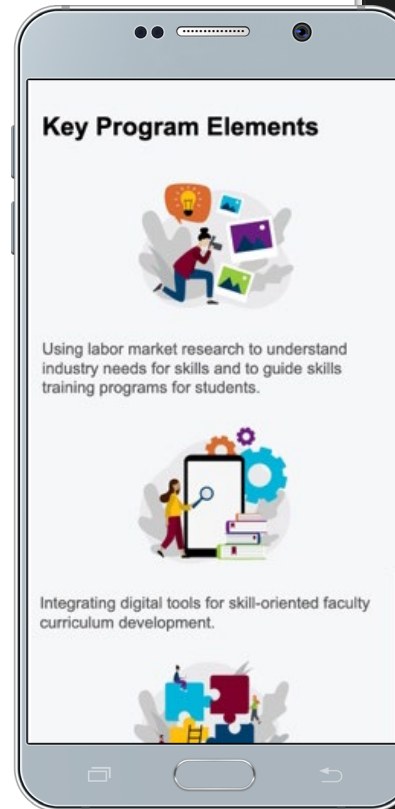 Key Program Elements
Using labor market research to understand
industry needs for skills and to guide skills
training programs for students.
Integrating digital tools for skill-oriented faculty
curriculum development.